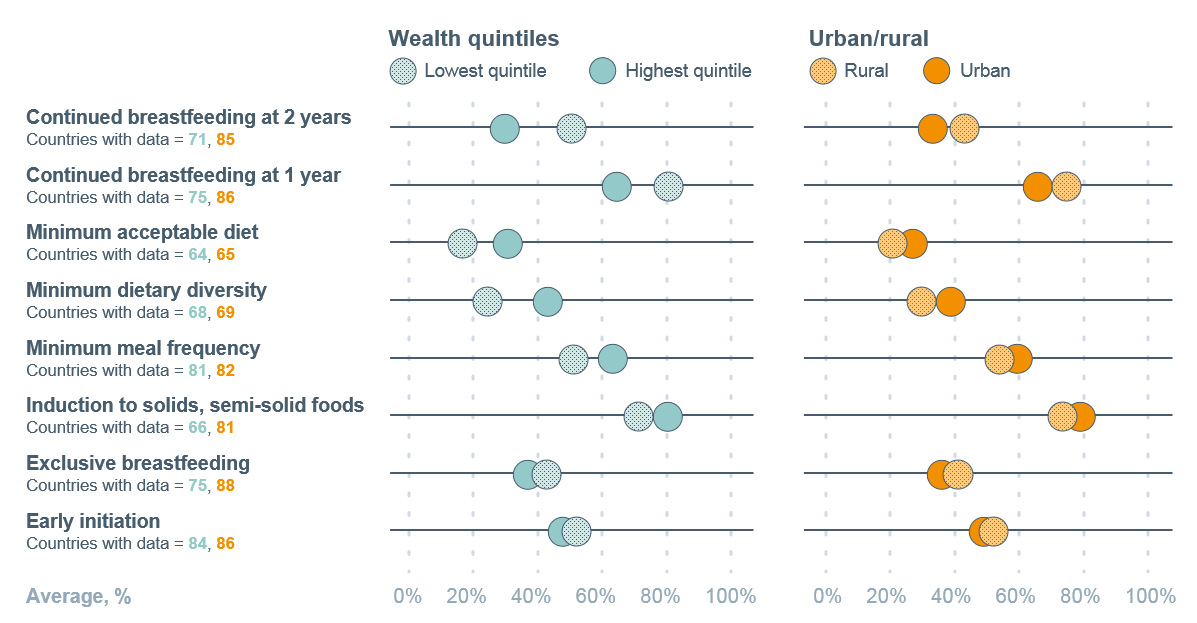 Wealth quintiles
Lowest quintile Highest quintile
Urban/rural
Rural Urban
Continued breastfeeding at 2 years
Countries with data = 71, 85
Continued breastfeeding at 1 year
Countries with data = 75, 86
Minimum acceptable diet
Countries with data = 64, 65
Minimum dietary diversity
Countries with data = 68, 69
Minimum meal frequency
Countries with data = 81, 82
Induction to solids, semi-solid foods
Countries with data = 66, 81
Exclusive breastfeeding
Countries with data = 75, 88
Early initiation
Countries with data = 84, 86
Average, %
0% 20% 40% 60% 80% 100%
0% 20% 40% 60% 80% 100%